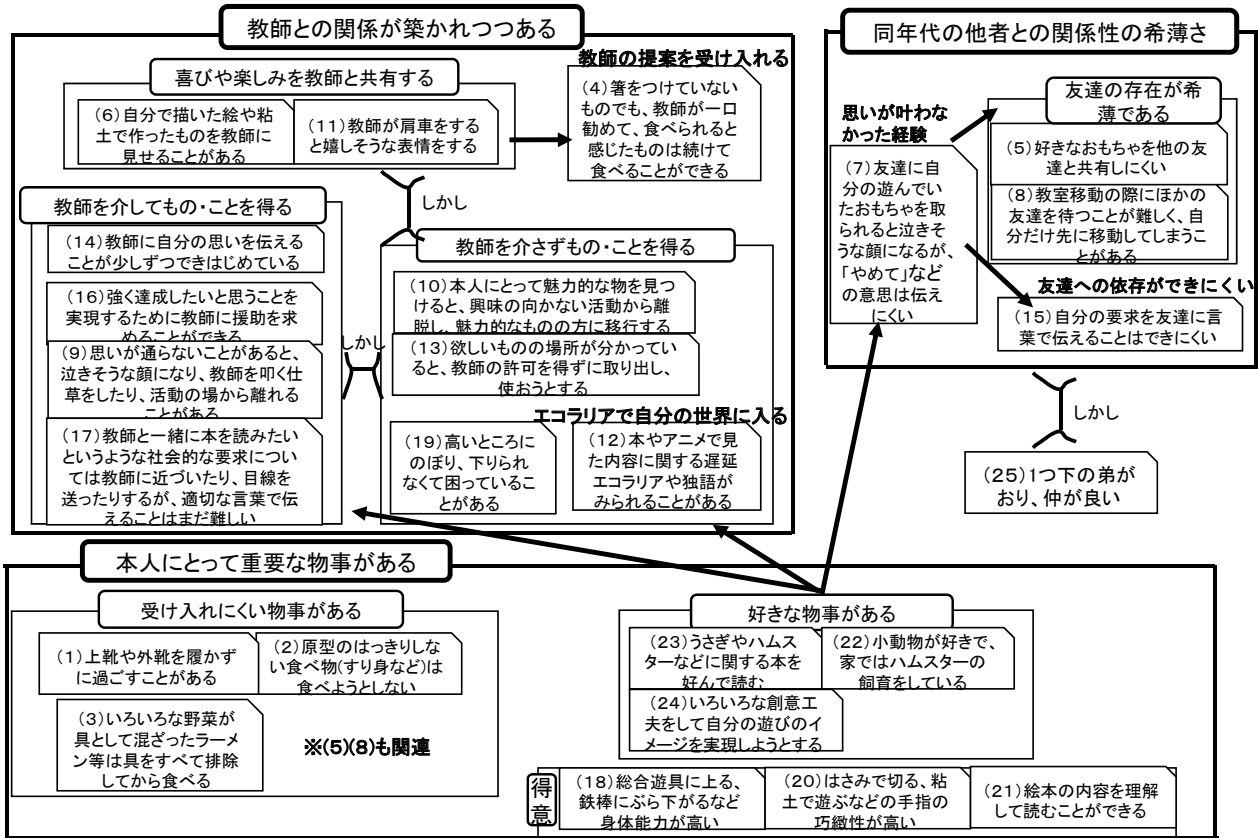 教師との関係が築かれつつある
喜びや楽しみを教師と共有する
(6)自分で描いた絵や粘
土で作ったものを教師に
見せることがある
(11)教師が肩車をする
と嬉しそうな表情をする
教師の提案を受け入れる
(4)箸をつけていない
ものでも、教師が一口
勧めて、食べられると
感じたものは続けて
食べることができる
しかし
教師を介してもの・ことを得る
(14)教師に自分の思いを伝える
ことが少しずつできはじめている
(16)強く達成したいと思うことを
実現するために教師に援助を求
めることができる
(9)思いが通らないことがあると、
泣きそうな顔になり、教師を叩く仕
草をしたり、活動の場から離れる
ことがある
(17)教師と一緒に本を読みたい
というような社会的な要求につい
ては教師に近づいたり、目線を
送ったりするが、適切な言葉で伝
えることはまだ難しい
しかし
教師を介さずもの・ことを得る
(10)本人にとって魅力的な物を見つ
けると、興味の向かない活動から離
脱し、魅力的なものの方に移行する
(13)欲しいものの場所が分かってい
ると、教師の許可を得ずに取り出し、
使おうとする
エコラリアで自分の世界に入る
(19)高いところに
のぼり、下りられ
なくて困っているこ
とがある
(12)本やアニメで見
た内容に関する遅延
エコラリアや独語が
みられることがある
同年代の他者との関係性の希薄さ
思いが叶わな
かった経験
(7)友達に自
分の遊んでい
たおもちゃを取
られると泣きそ
うな顔になるが、
「やめて」など
の意思は伝え
にくい
友達の存在が希
薄である
(5)好きなおもちゃを他の友
達と共有しにくい
(8)教室移動の際にほかの
友達を待つことが難しく、自
分だけ先に移動してしまうこ
とがある
友達への依存ができにくい
(15)自分の要求を友達に言
葉で伝えることはできにくい
しかし
(25)1つ下の弟が
おり、仲が良い
本人にとって重要な物事がある
受け入れにくい物事がある
(1)上靴や外靴を履かず
に過ごすことがある
(2)原型のはっきりしな
い食べ物(すり身など)は
食べようとしない
(3)いろいろな野菜が
具として混ざったラーメ
ン等は具をすべて排除
してから食べる
※(5)(8)も関連
好きな物事がある
(23)うさぎやハムス
ターなどに関する本を
好んで読む
(22)小動物が好きで、
家ではハムスターの
飼育をしている
(24)いろいろな創意工
夫をして自分の遊びのイ
メージを実現しようとする
得
意
(18)総合遊具に上る、
鉄棒にぶら下がるなど
身体能力が高い
(20)はさみで切る、粘
土で遊ぶなどの手指の
巧緻性が高い
(21)絵本の内容を理解
して読むことができる